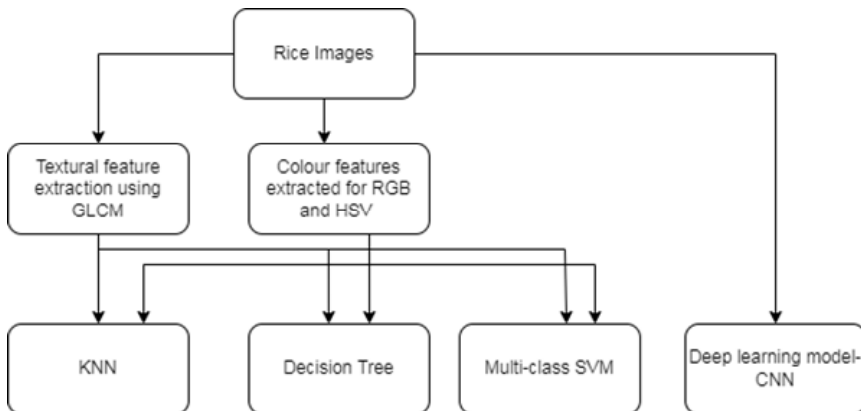 Rice Images
Textural feature
extraction using
GLCM
Colour features
extracted for RGB
and HSV
KNN
Decision Tree
Multi-class SVM
Deep learning model-
CNN